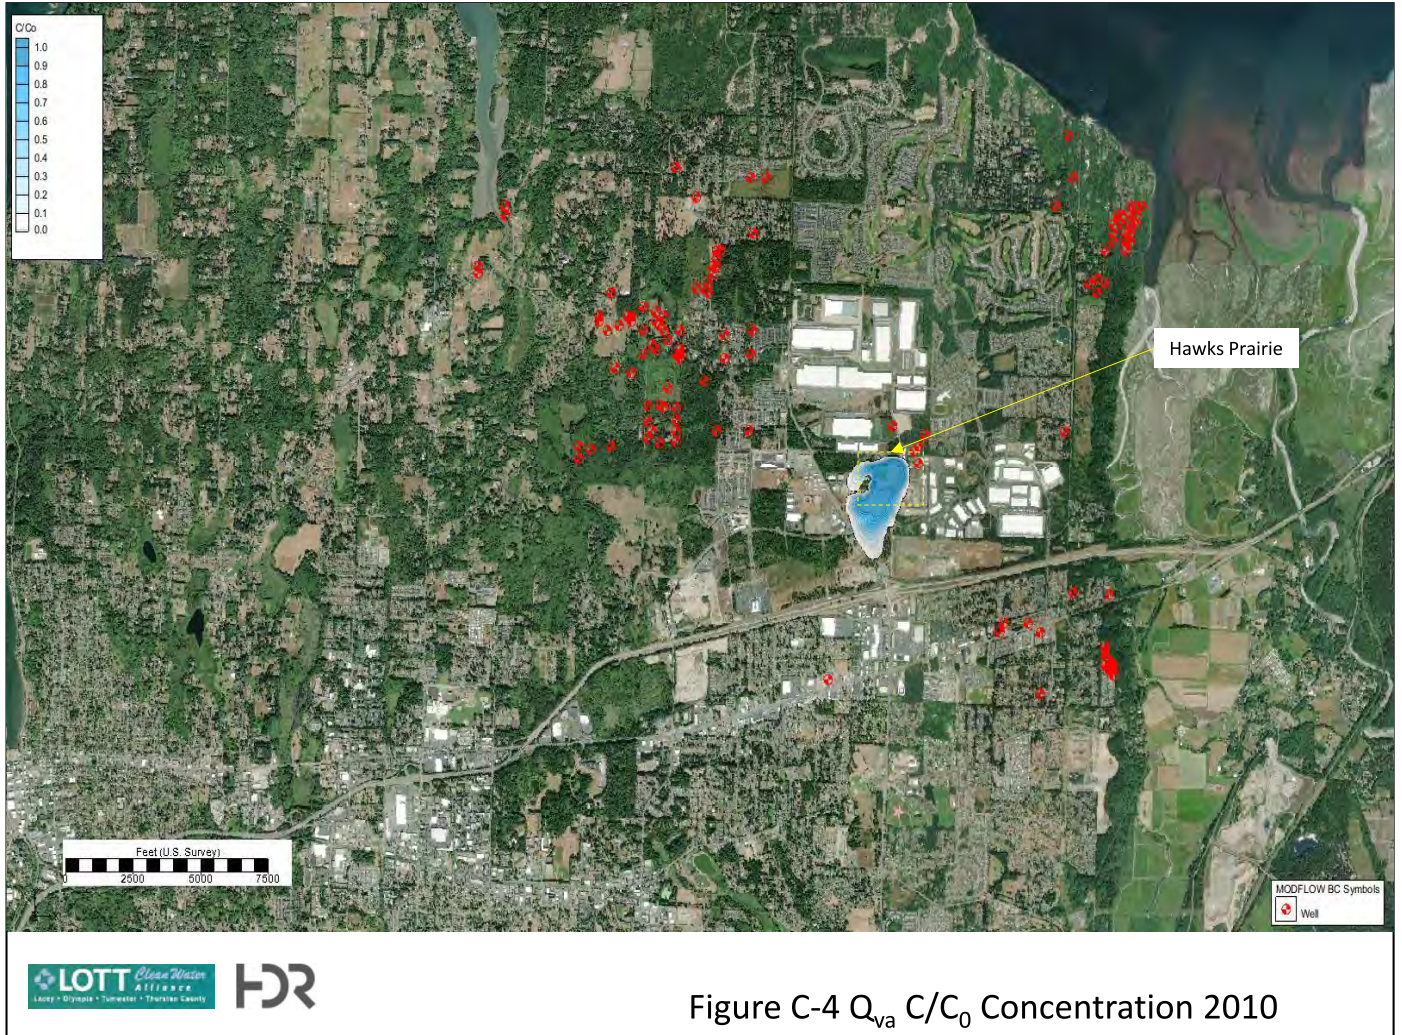 C/Co
1.0
0.9
0.8
0.7
0.6
0.5
0.4
0.3
0.2
0.1
0.0
Hawks Prairie
Feet (U.S. Survey)
0 2500 5000 7500
MODFLOW BC Symbols
Well
LOTT Clean Water
Alliance
Lacey • Olympia • Tumwater • Thurston County
HDR
Figure C-4 Qva C/C0 Concentration 2010